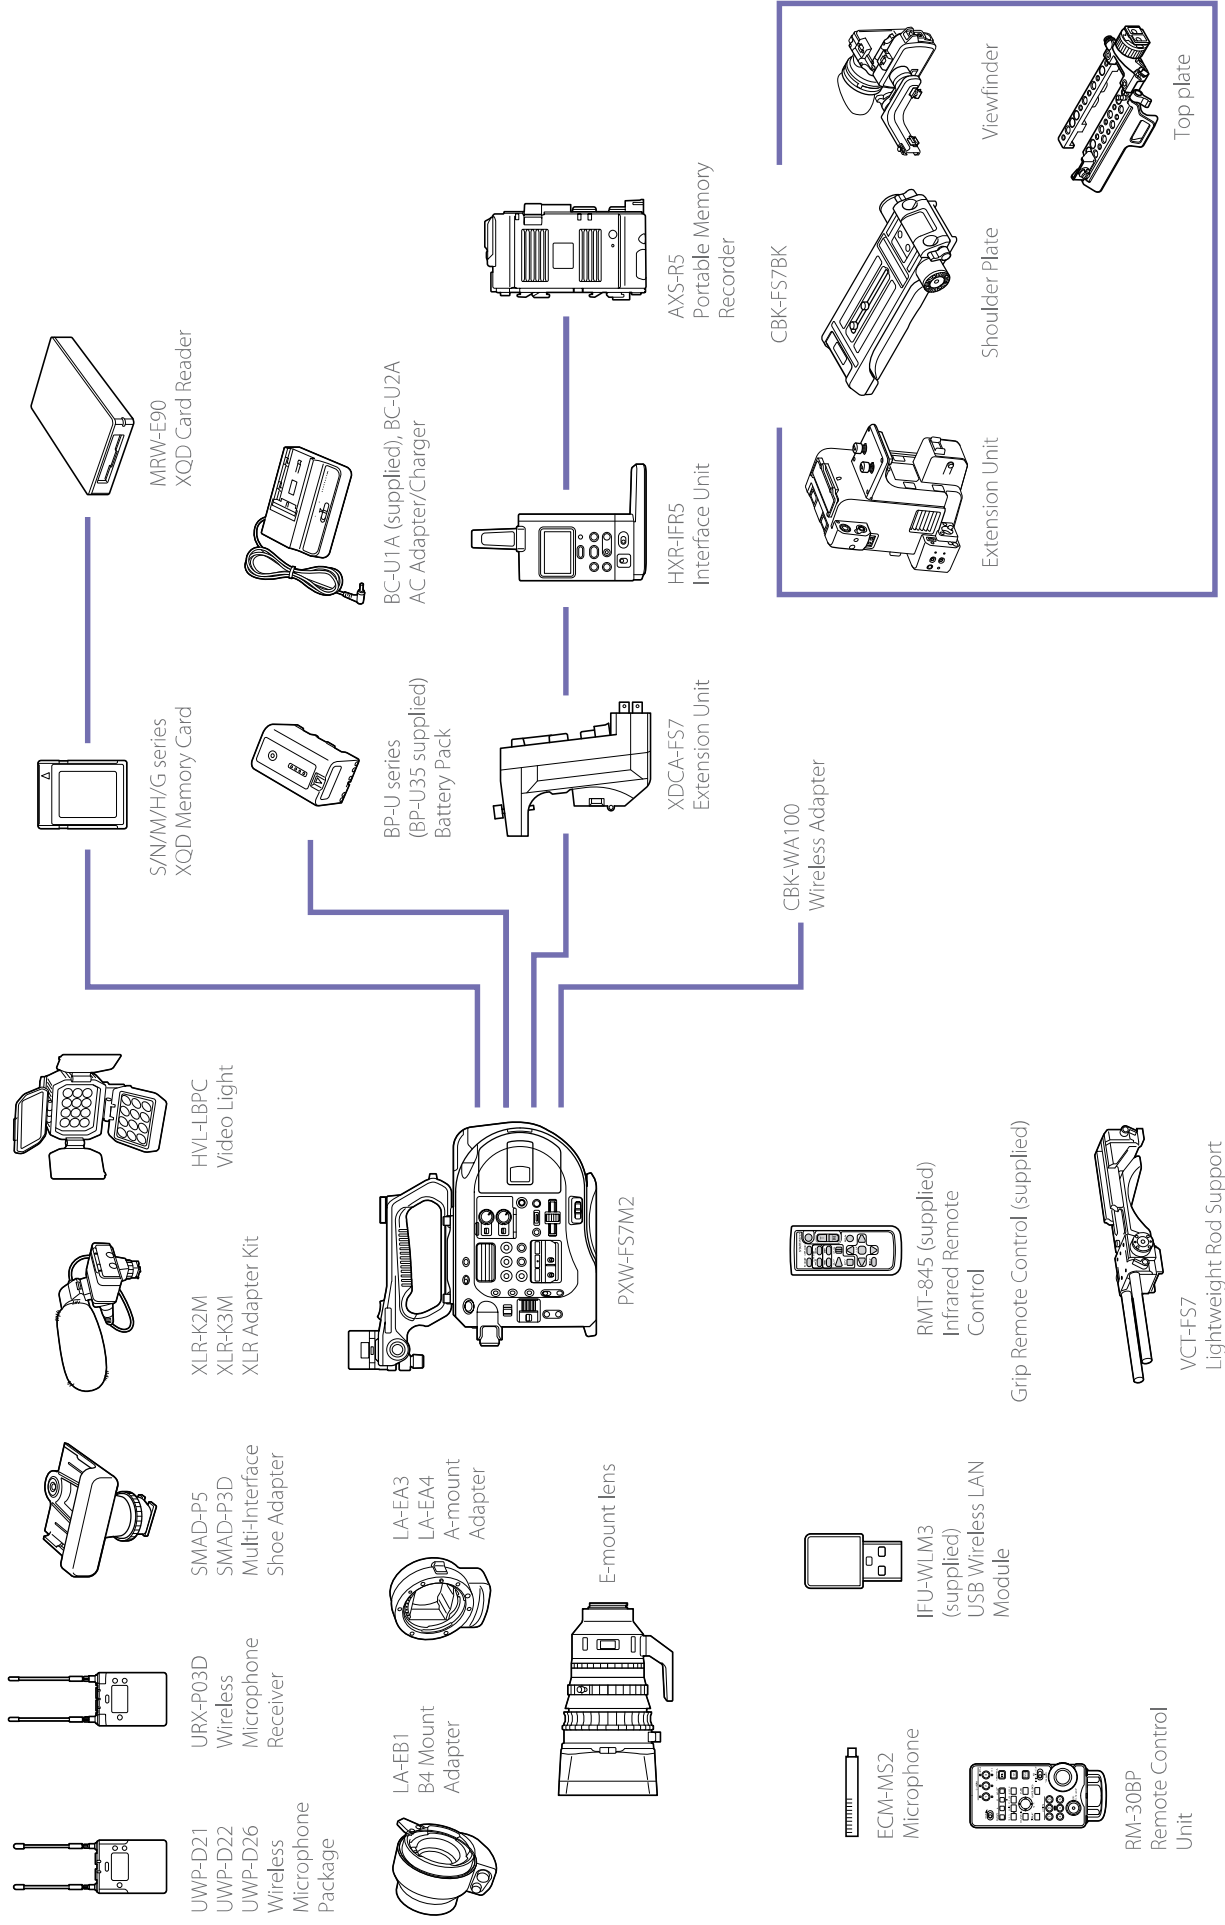 UWP-D21
UWP-D22
UWP-D26
Wireless
Microphone
Package
URX-P03D
Wireless
Microphone
Receiver
SMAD-P5
SMAD-P3D
Multi-Interface
Shoe Adapter
XLR-K2M
XLR-K3M
XLR Adapter Kit
HVL-LBPC
Video Light
S/N/M/H/G series
XQD Memory Card
MRW-E90
XQD Card Reader
LA-EB1
B4 Mount
Adapter
LA-EA3
LA-EA4
A-mount
Adapter
BP-U series
(BP-U35 supplied)
Battery Pack
BC-U1A (supplied), BC-U2A
AC Adapter/Charger
E-mount lens
PXW-FS7M2
XDCA-FS7
Extension Unit
HXR-IFR5
Interface Unit
AXS-R5
Portable Memory
Recorder
CBK-WA100
Wireless Adapter
CBK-FS7BK
ECM-MS2
Microphone
IFU-WLM3
(supplied)
USB Wireless LAN
Module
RMT-845 (supplied)
Infrared Remote
Control
Grip Remote Control (supplied)
Extension Unit
Shoulder Plate
Viewfinder
RM-30BP
Remote Control
Unit
VCT-FS7
Lightweight Rod Support
Top plate